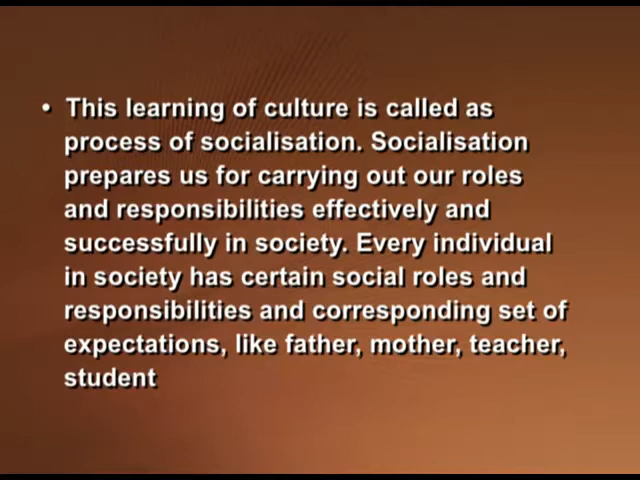 • This learning of culture is called as
process of socialisation. Socialisation
prepares us for carrying out our roles
and responsibilities effectively and
successfully in society. Every individual
in society has certain social roles and
responsibilities and corresponding set of
expectations, like father, mother, teacher,
student